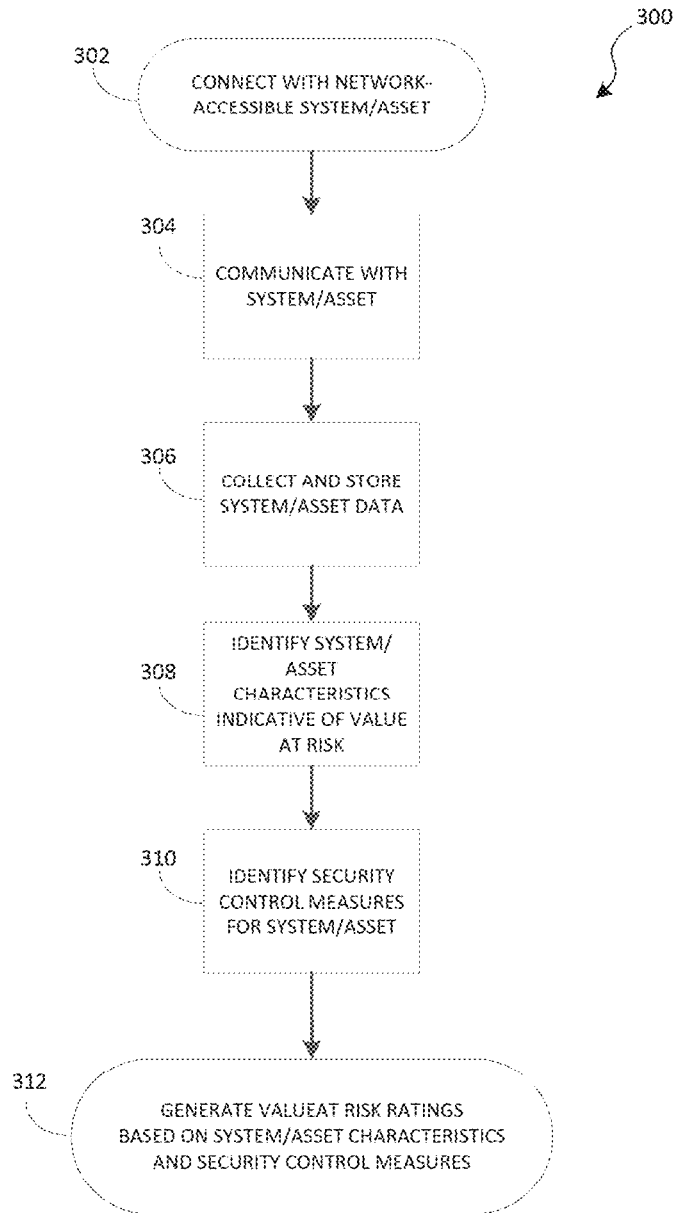 300
302
CONNECT WITH NETWORK-
ACCESSIBLE SYSTEM/ASSET
304
COMMUNICATE WITH
SYSTEM/ASSET
306
COLLECT AND STORE
SYSTEM/ASSET DATA
308
IDENTIFY SYSTEM/
ASSET
CHARACTERISTICS
INDICATIVE OF VALUE
AT RISK
310
IDENTIFY SECURITY
CONTROL MEASURES
FOR SYSTEM/ASSET
312
GENERATE VALUEAT RISK RATINGS
BASED ON SYSTEM/ASSET CHARACTERISTICS
AND SECURITY CONTROL MEASURES